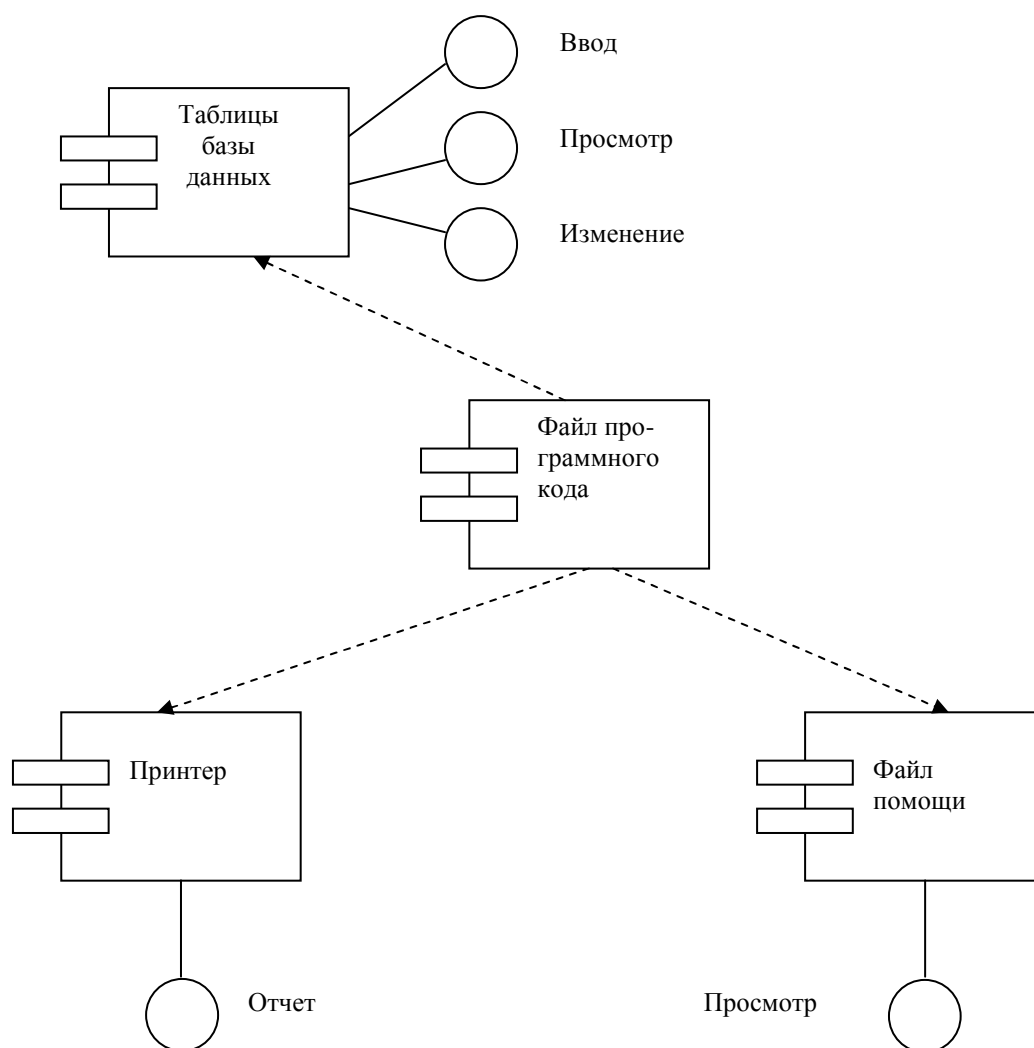 Ввод
Таблицы
базы
данных
Просмотр
Изменение
Файл про-
граммного
кода
Принтер
Файл
помощи
Отчет
Просмотр